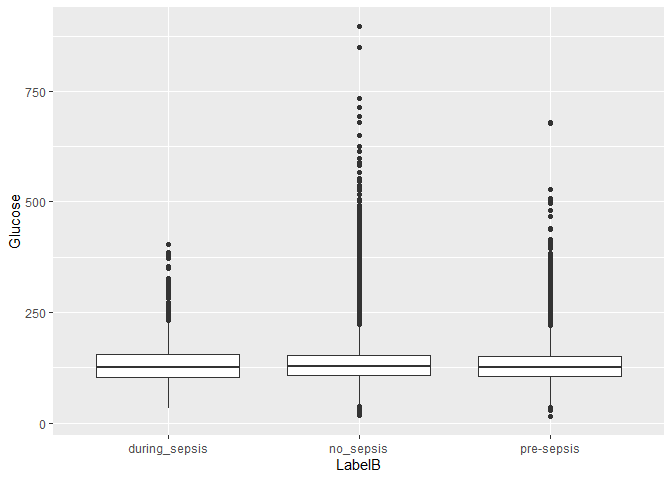 750
500
250
0
Glucose
during_sepsis
no_sepsis
pre-sepsis
LabelB